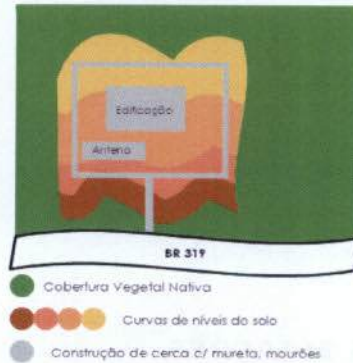 Edificação
Antena
BR 319
Cobertura Vegetal Nativa
Curvas de níveis do solo
Construção de cerca c/ mureta, mourões